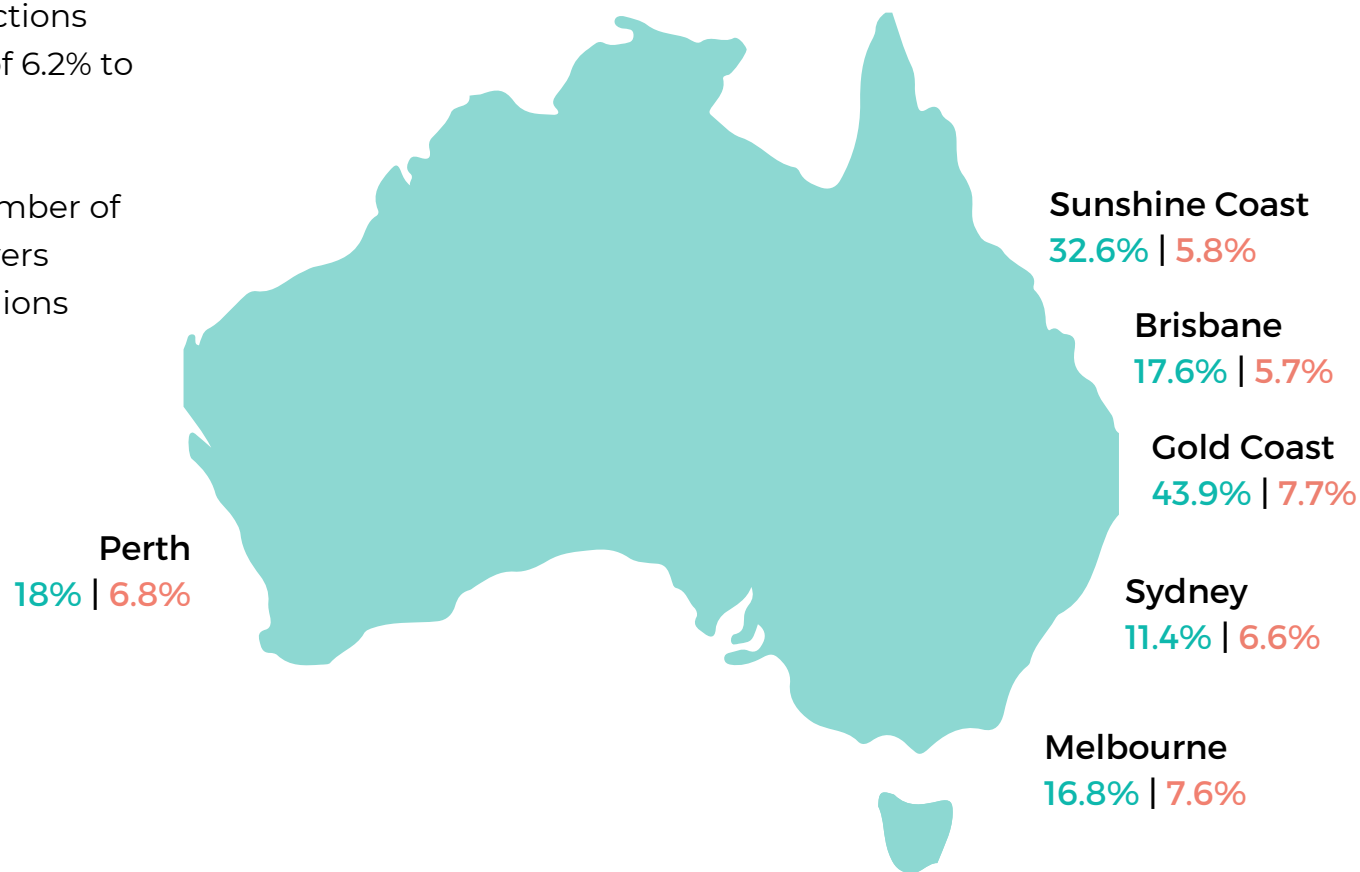 ctions
f 6.2% to
mber of
ers
ions
Sunshine Coast
32.6% | 5.8%
Brisbane
17.6% | 5.7%
Gold Coast
43.9% | 7.7%
Perth
18% | 6.8%
Sydney
11.4% | 6.6%
Melbourne
16.8% | 7.6%